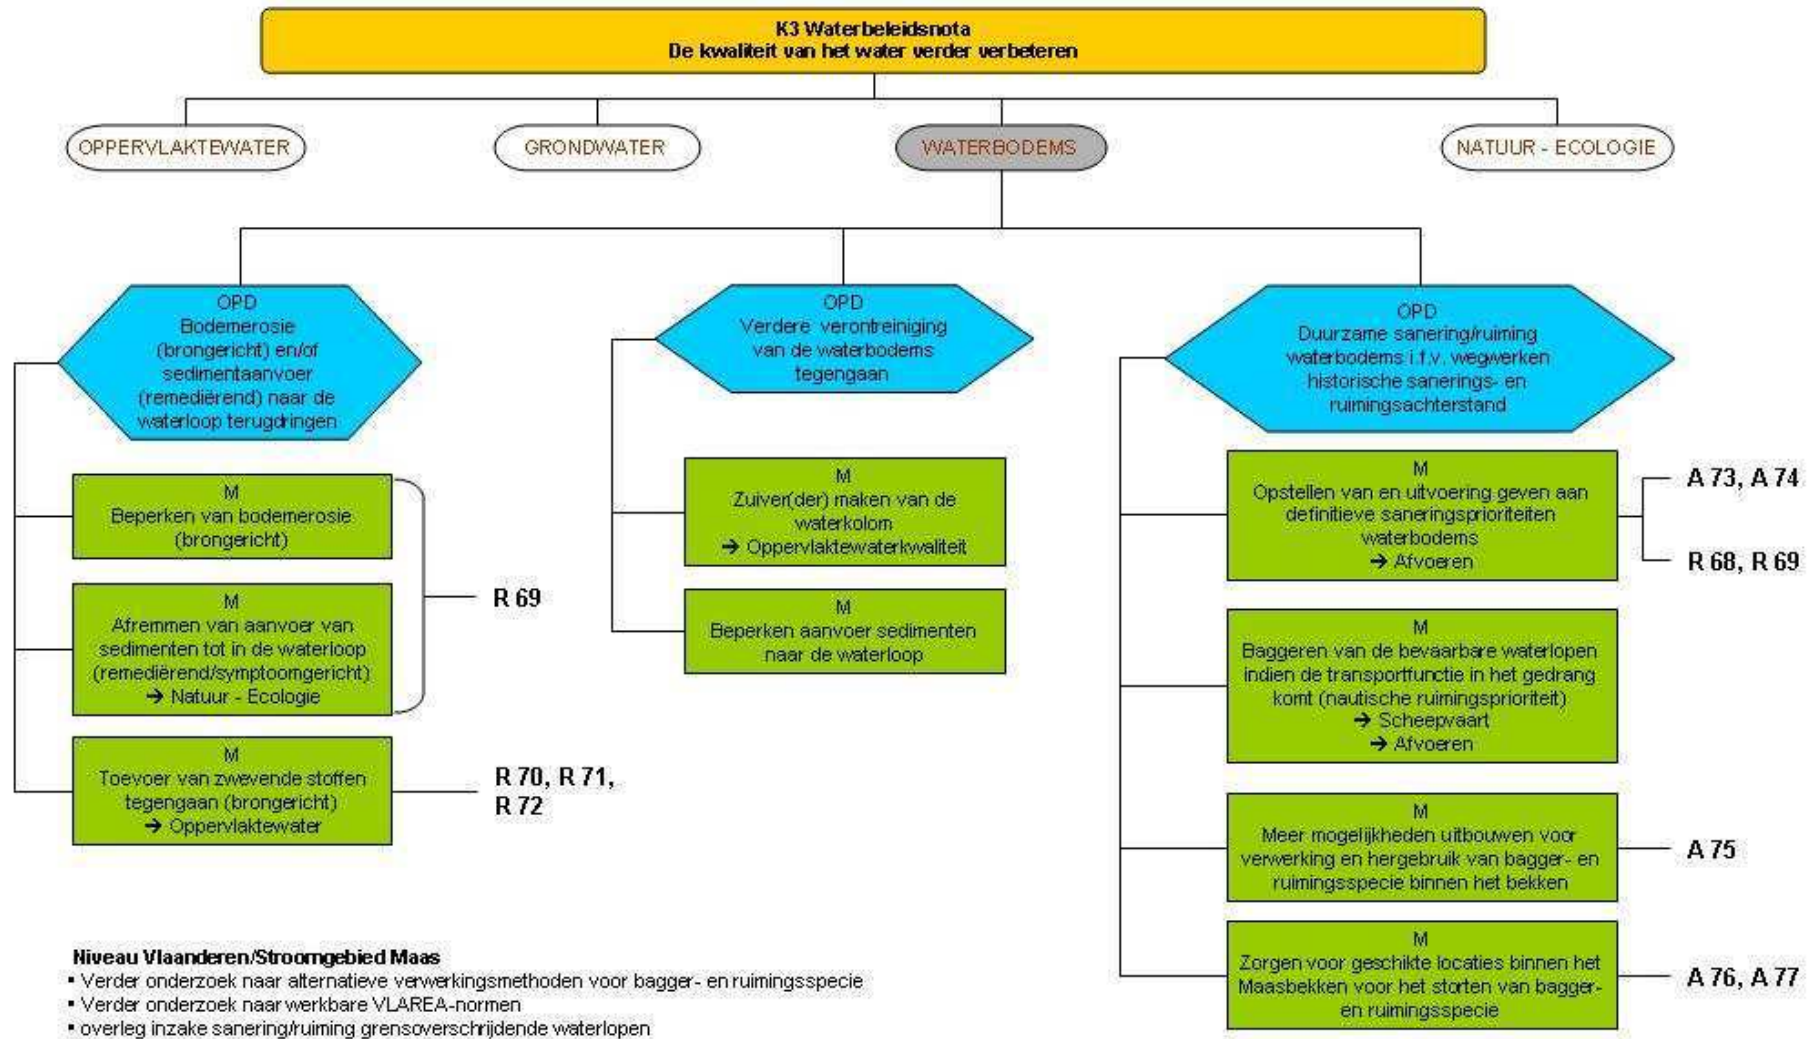 K3 Waterbeleidsnota
De kwaliteit van het water verder verbeteren
OPPERVLAKTEWATER
GRONDWATER
WATERBODEMS
NATUUR - ECOLOGIE
OPD
Bodemerosie
(brongericht) en/of
sedimentaanvoer
(remediërend) naar de
waterloop terugdringen
M
Beperken van bodemerosie
(brongericht)
M
Afremmen van aanvoer van
sedimenten tot in de waterloop
(remediërend/symptoomgericht)
→ Natuur - Ecologie
R 69
M
Toevoer van zwevende stoffen
tegengaan (brongericht)
→ Oppervlaktewater
R 70, R 71,
R 72
OPD
Verdere verontreiniging
van de waterbodems
tegengaan
M
Zuiver(der) maken van de
waterkolom
→ Oppervlaktewaterkwaliteit
M
Beperken aanvoer sedimenten
naar de waterloop
OPD
Duurzame sanering/ruiming
waterbodems i.f.v. wegwerken
historische sanerings- en
ruimingsachterstand
M
Opstellen van en uitvoering geven aan
definitieve saneringsprioriteiten
waterbodems
→ Afvoeren
A 73, A 74
R 68, R 69
M
Baggeren van de bevaarbare waterlopen
indien de transportfunctie in het gedrang
komt (nautische ruimingsprioriteit)
→ Scheepvaart
→ Afvoeren
M
Meer mogelijkheden uitbouwen voor
verwerking en hergebruik van bagger- en
ruimingsspecie binnen het bekken
A 75
M
Zorgen voor geschikte locaties binnen het
Maasbekken voor het storten van bagger-
en ruimingsspecie
A 76, A 77
Niveau Vlaanderen/Stroomgebied Maas
▪ Verder onderzoek naar alternatieve verwerkingsmethoden voor bagger- en ruimingsspecie
▪ Verder onderzoek naar werkbare VLAREA-normen
▪ overleg inzake sanering/ruiming grensoverschrijdende waterlopen